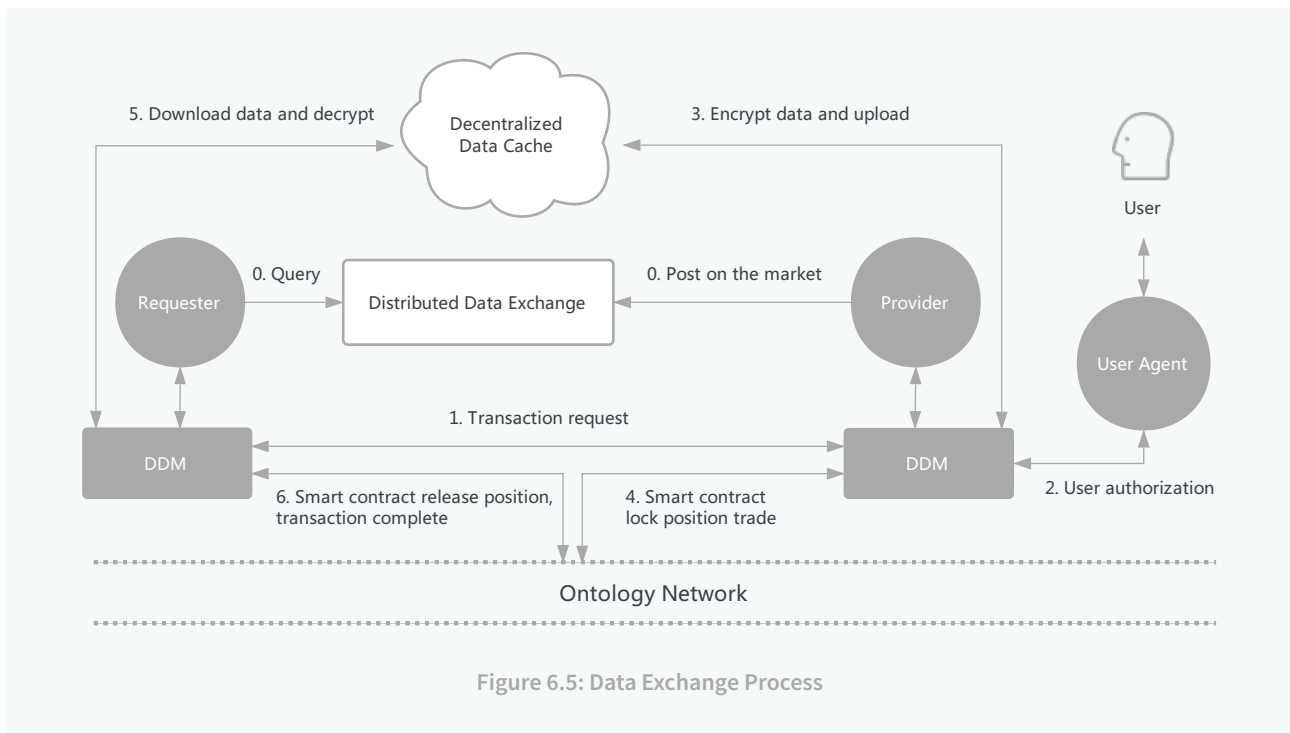 5. Download data and decrypt
Decentralized
Data Cache
3. Encrypt data and upload
User
Requester
0. Query
Distributed Data Exchange
0. Post on the market
Provider
User Agent
1. Transaction request
DDM
DDM
2. User authorization
6. Smart contract release position,
transaction complete
4. Smart contract
lock position trade
Ontology Network
Figure 6.5: Data Exchange Process